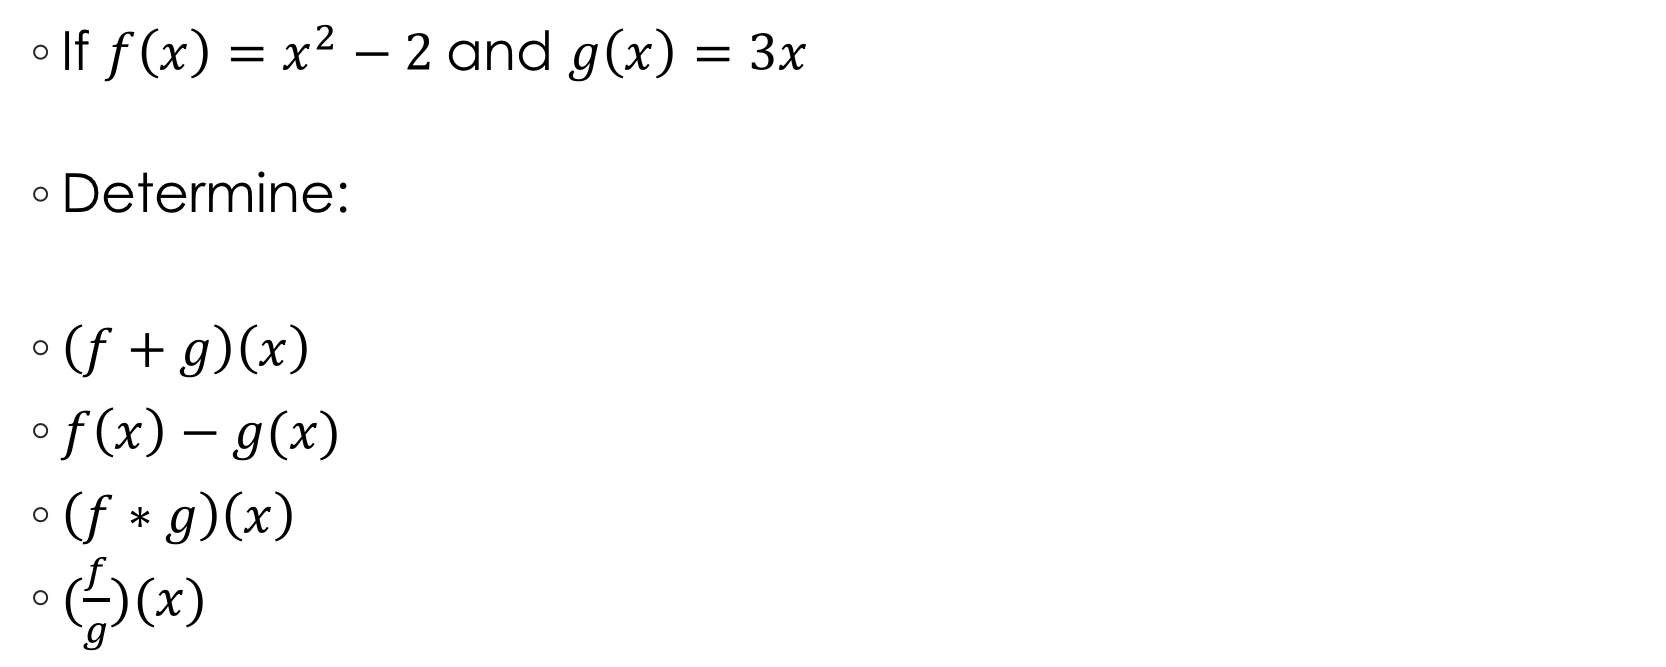 ◦ If f(x) = x² − 2 and g(x) = 3x
◦ Determine:
◦ (f + g)(x)
◦ f(x) − g(x)
◦ (f ∗ g)(x)
◦ (f/g)(x)